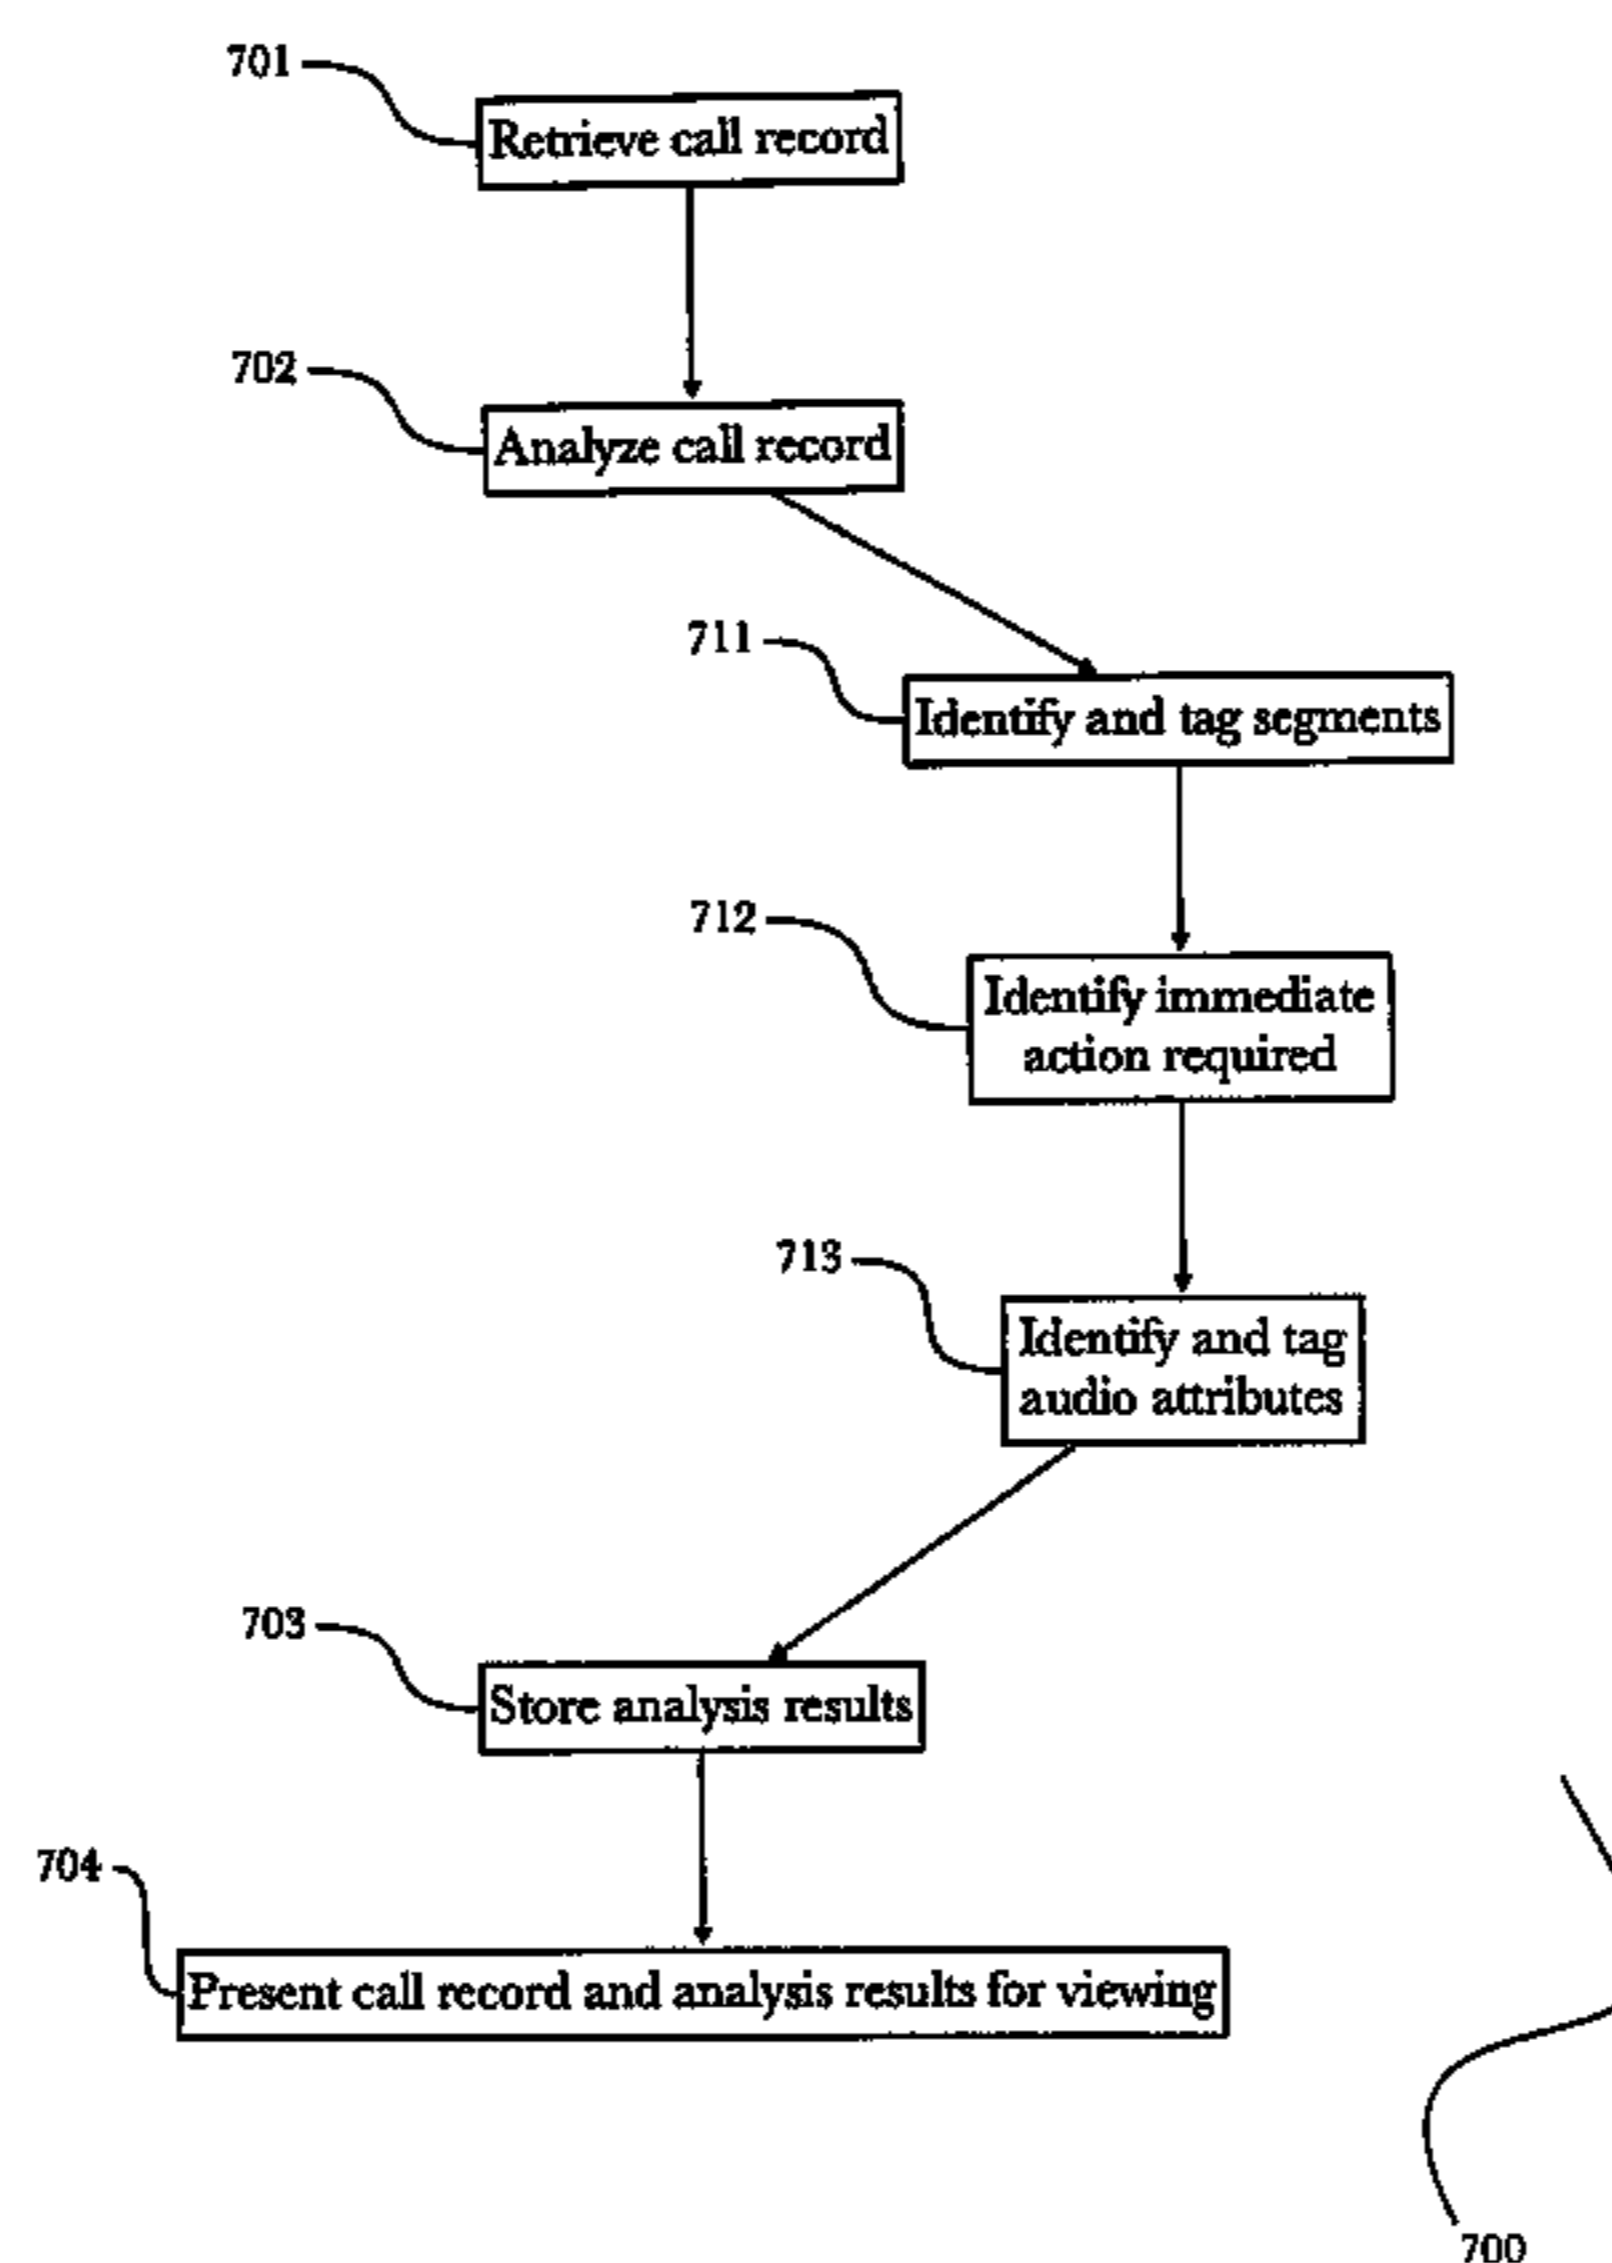 701
Retrieve call record
702
Analyze call record
711
Identify and tag segments
712
Identify immediate
action required
713
Identify and tag
audio attributes
703
Store analysis results
704
Present call record and analysis results for viewing
700